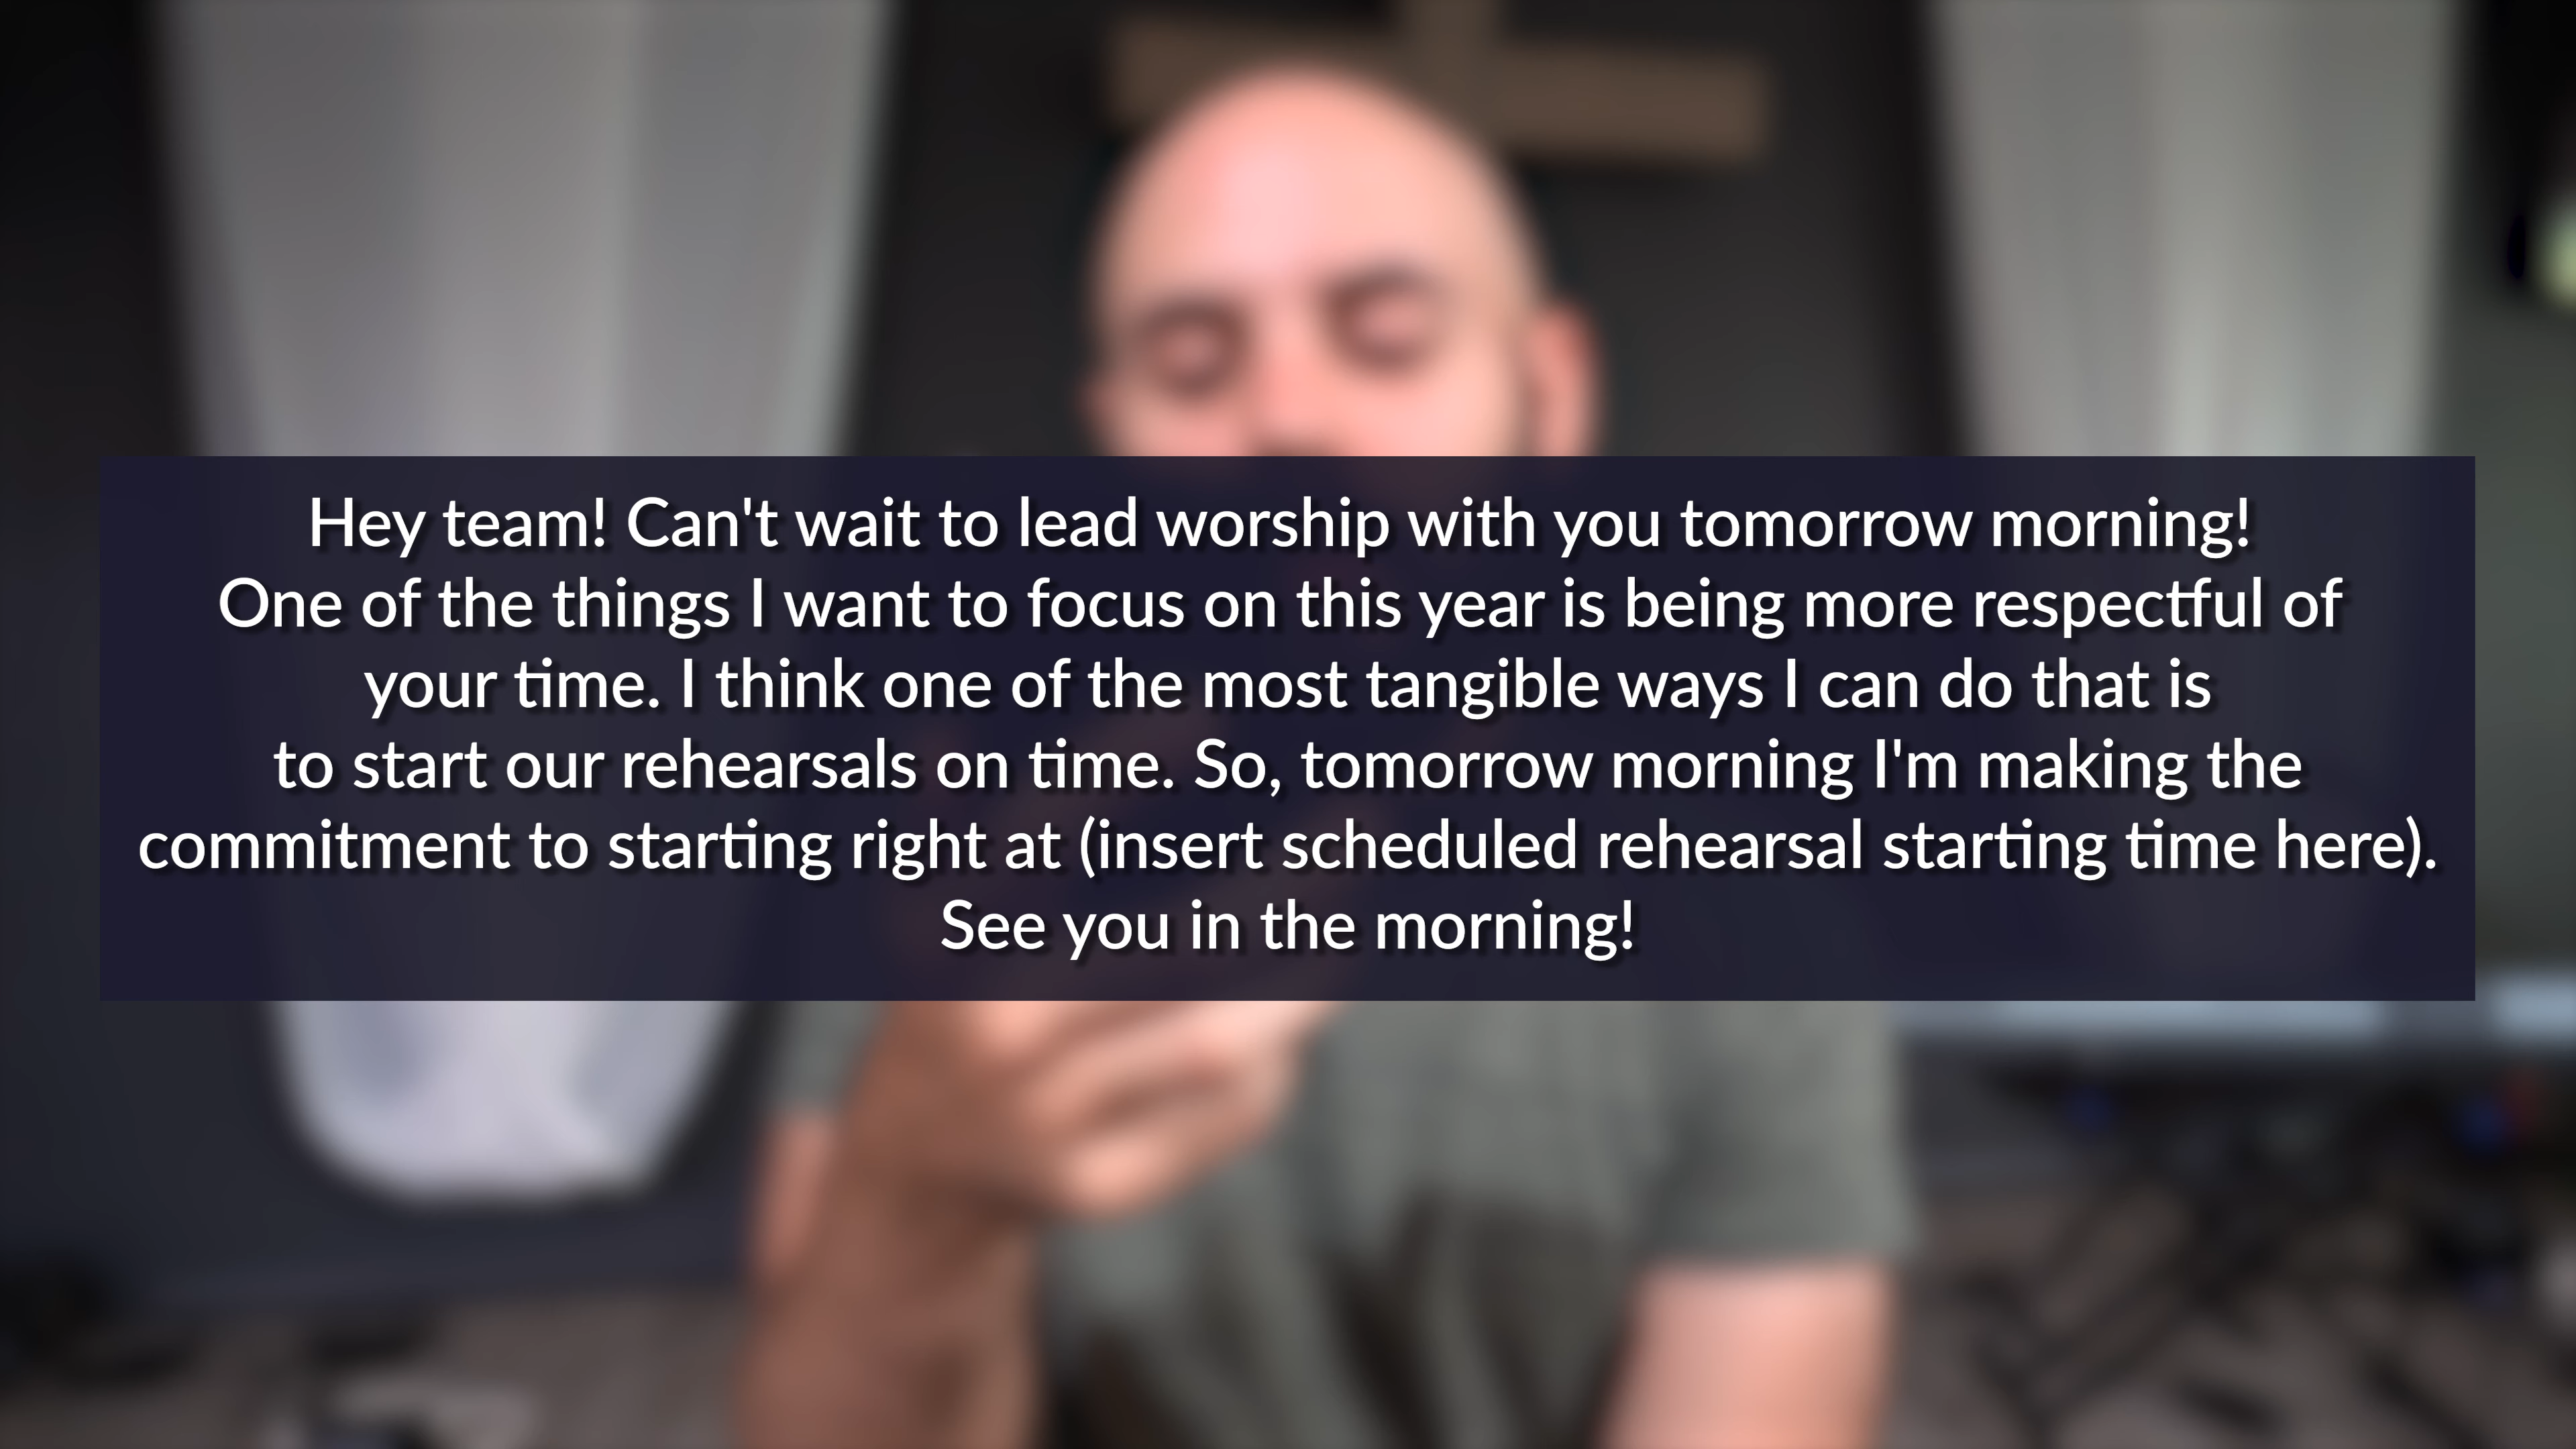 Hey team! Can't wait to lead worship with you tomorrow morning!
One of the things I want to focus on this year is being more respectful of
your time. I think one of the most tangible ways I can do that is
to start our rehearsals on time. So, tomorrow morning I'm making the
commitment to starting right at (insert scheduled rehearsal starting time here).
See you in the morning!